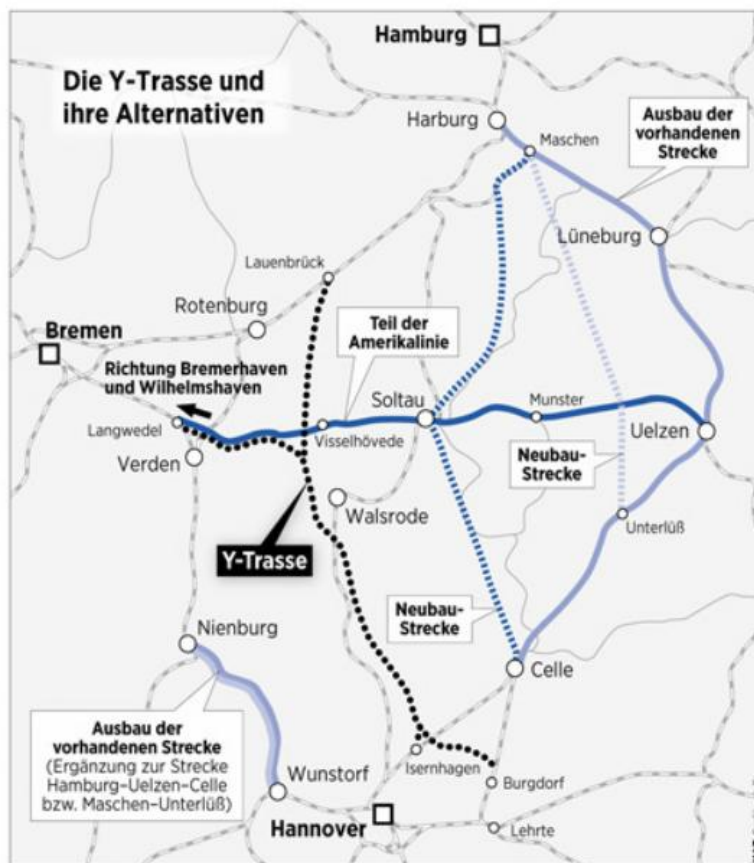 Die Y-Trasse und
ihre Alternativen
Hamburg
Harburg
Maschen
Ausbau der
vorhandenen
Strecke
Lüneburg
Lauenbrück
Rotenburg
Bremen
Teil der
Amerikalinie
Richtung Bremerhaven
und Wilhelmshaven
Soltau
Munster
Langwedel
Visselhövede
Uelzen
Verden
Neubau-
Strecke
Walsrode
Unterlüß
Y-Trasse
Neubau-
Strecke
Nienburg
Celle
Ausbau der
vorhandenen Strecke
(Ergänzung zur Strecke
Hamburg–Uelzen–Celle
bzw. Maschen–Unterlüß)
Isernhagen
Wunstorf
Burgdorf
Hannover
Lehrte